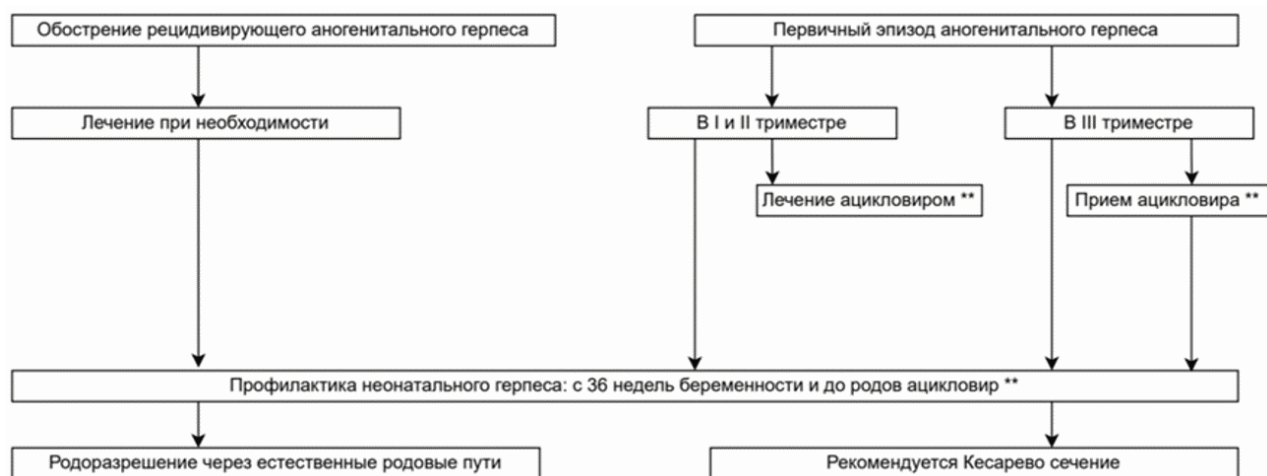 Обострение рецидивирующего аногенитального герпеса
Первичный эпизод аногенитального герпеса
Лечение при необходимости
В I и II триместре
В III триместре
Лечение ацикловиром **
Прием ацикловира **
Профилактика неонатального герпеса: с 36 недель беременности и до родов ацикловир **
Родоразрешение через естественные родовые пути
Рекомендуется Кесарево сечение